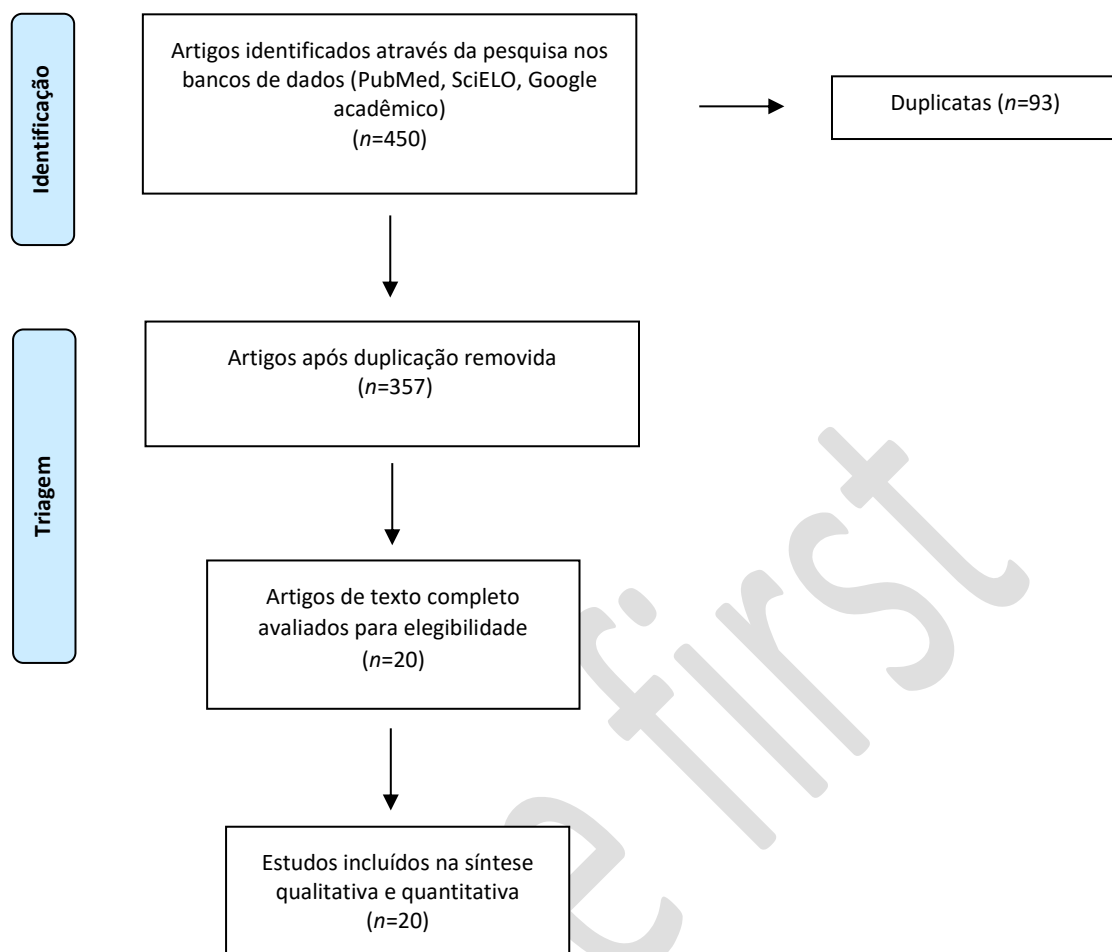 Identificação
Artigos identificados através da pesquisa nos
bancos de dados (PubMed, SciELO, Google
acadêmico)
(n=450)
Duplicatas (n=93)
Triagem
Artigos após duplicação removida
(n=357)
Artigos de texto completo
avaliados para elegibilidade
(n=20)
Estudos incluídos na síntese
qualitativa e quantitativa
(n=20)
e first